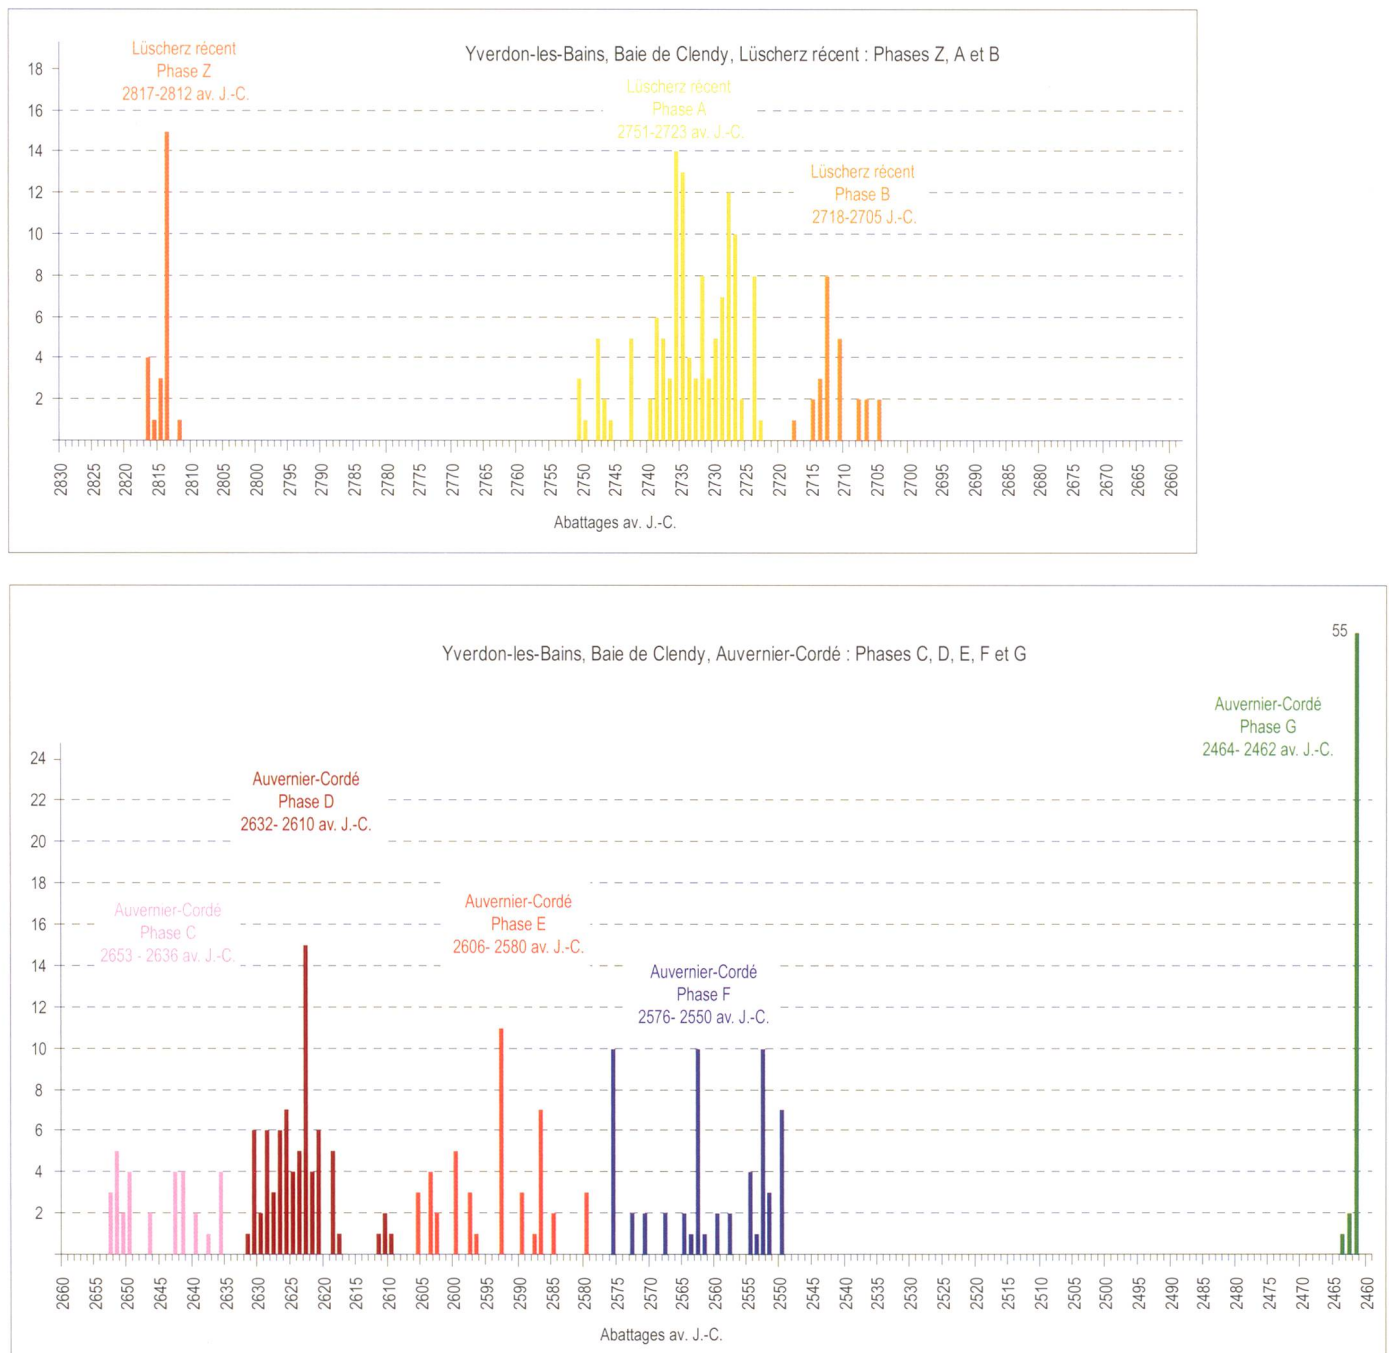 Yverdon-les-Bains, Baie de Clendy, Lüscherz récent : Phases Z, A et B
Lüscherz récent
Phase Z
2817-2812 av. J.-C.
Lüscherz récent
Phase A
2751-2723 av. J.-C.
Lüscherz récent
Phase B
2718-2705 J.-C.
18
16
14
12
10
8
6
4
2
2830 2825 2820 2815 2810 2805 2800 2795 2790 2785 2780 2775 2770 2765 2760 2755 2750 2745 2740 2735 2730 2725 2720 2715 2710 2705 2700 2695 2690 2685 2680 2675 2670 2665 2660
Abattages av. J.-C.
55
Yverdon-les-Bains, Baie de Clendy, Auvernier-Cordé : Phases C, D, E, F et G
Auvernier-Cordé
Phase G
2464- 2462 av. J.-C.
Auvernier-Cordé
Phase D
2632- 2610 av. J.-C.
Auvernier-Cordé
Phase E
2606- 2580 av. J.-C.
Auvernier-Cordé
Phase C
2653 - 2636 av. J.-C.
Auvernier-Cordé
Phase F
2576- 2550 av. J.-C.
24
22
20
18
16
14
12
10
8
6
4
2
2660 2655 2650 2645 2640 2635 2630 2625 2620 2615 2610 2605 2600 2595 2590 2585 2580 2575 2570 2565 2560 2555 2550 2545 2540 2535 2530 2525 2520 2515 2510 2505 2500 2495 2490 2485 2480 2475 2470 2465 2460
Abattages av. J.-C.